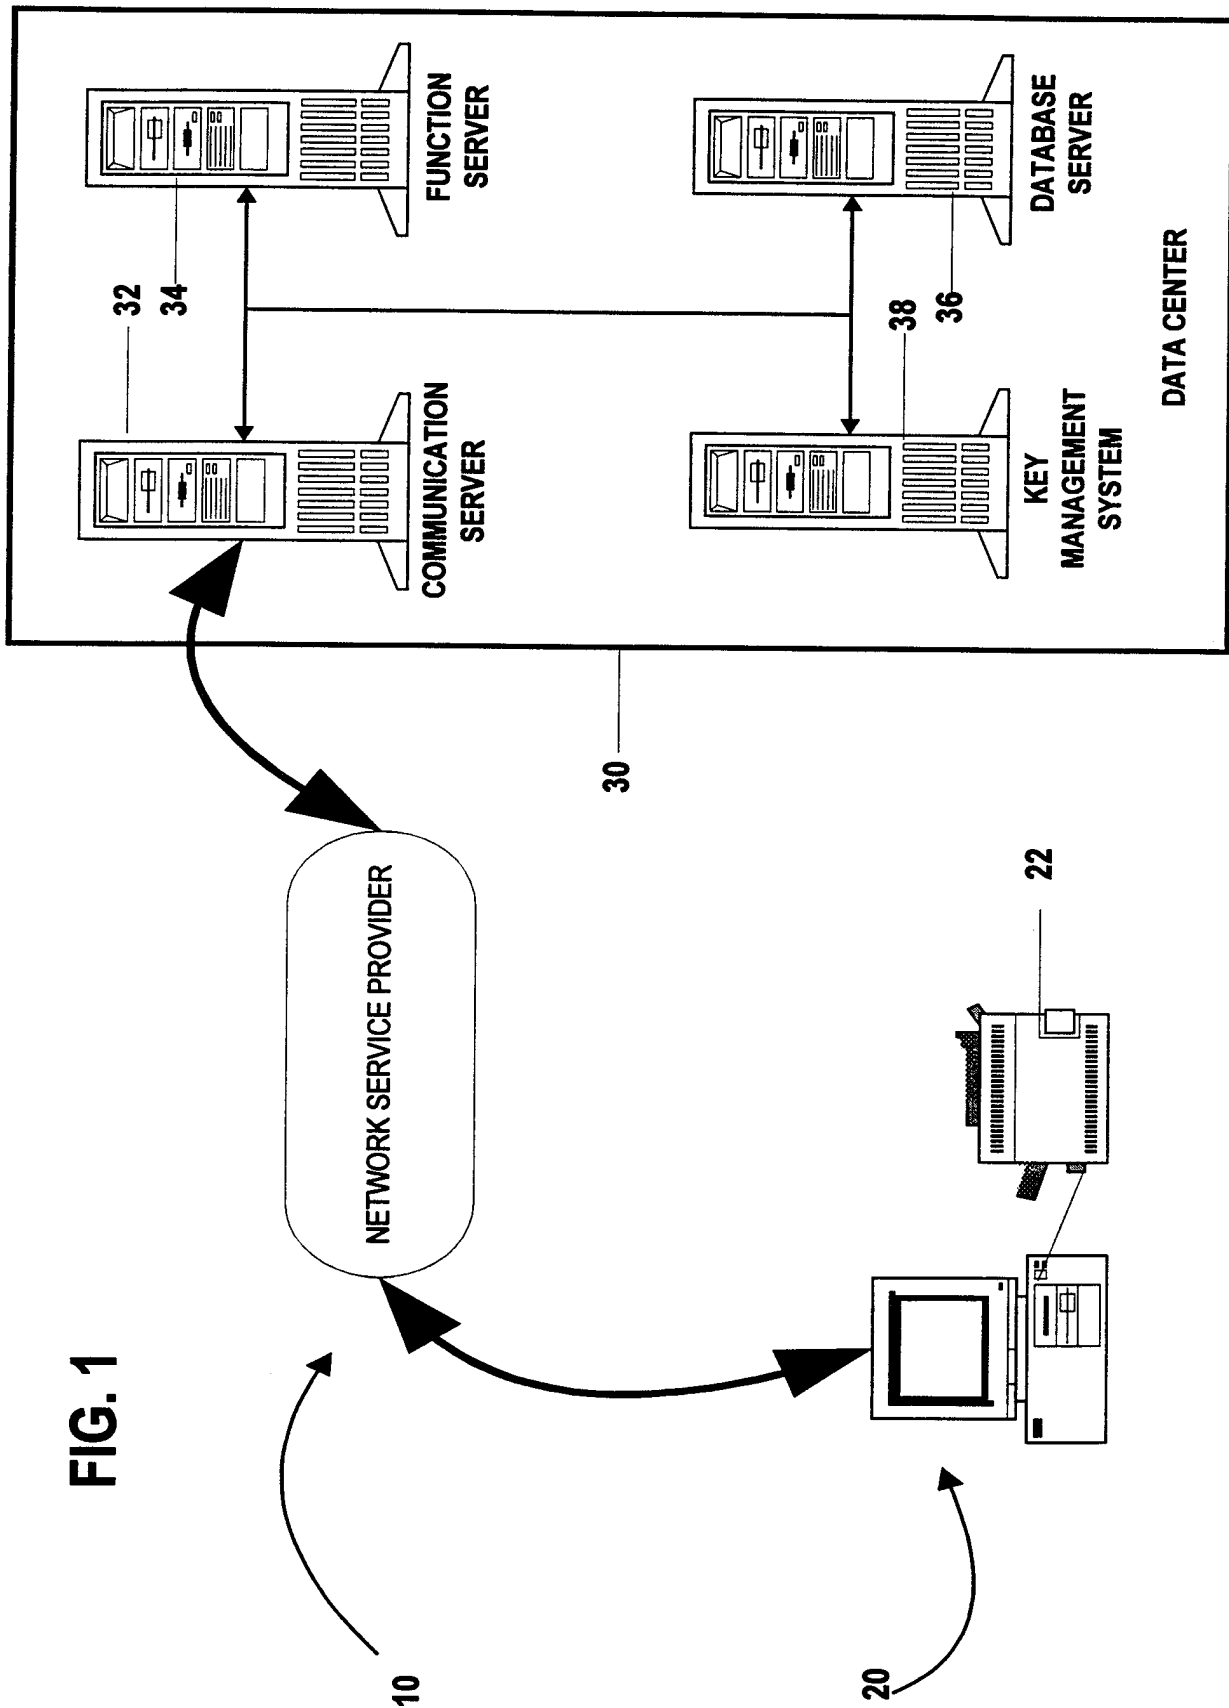 FIG. 1
10
NETWORK SERVICE PROVIDER
20
22
30
32
34
COMMUNICATION
SERVER
FUNCTION
SERVER
38
36
KEY
MANAGEMENT
SYSTEM
DATABASE
SERVER
DATA CENTER